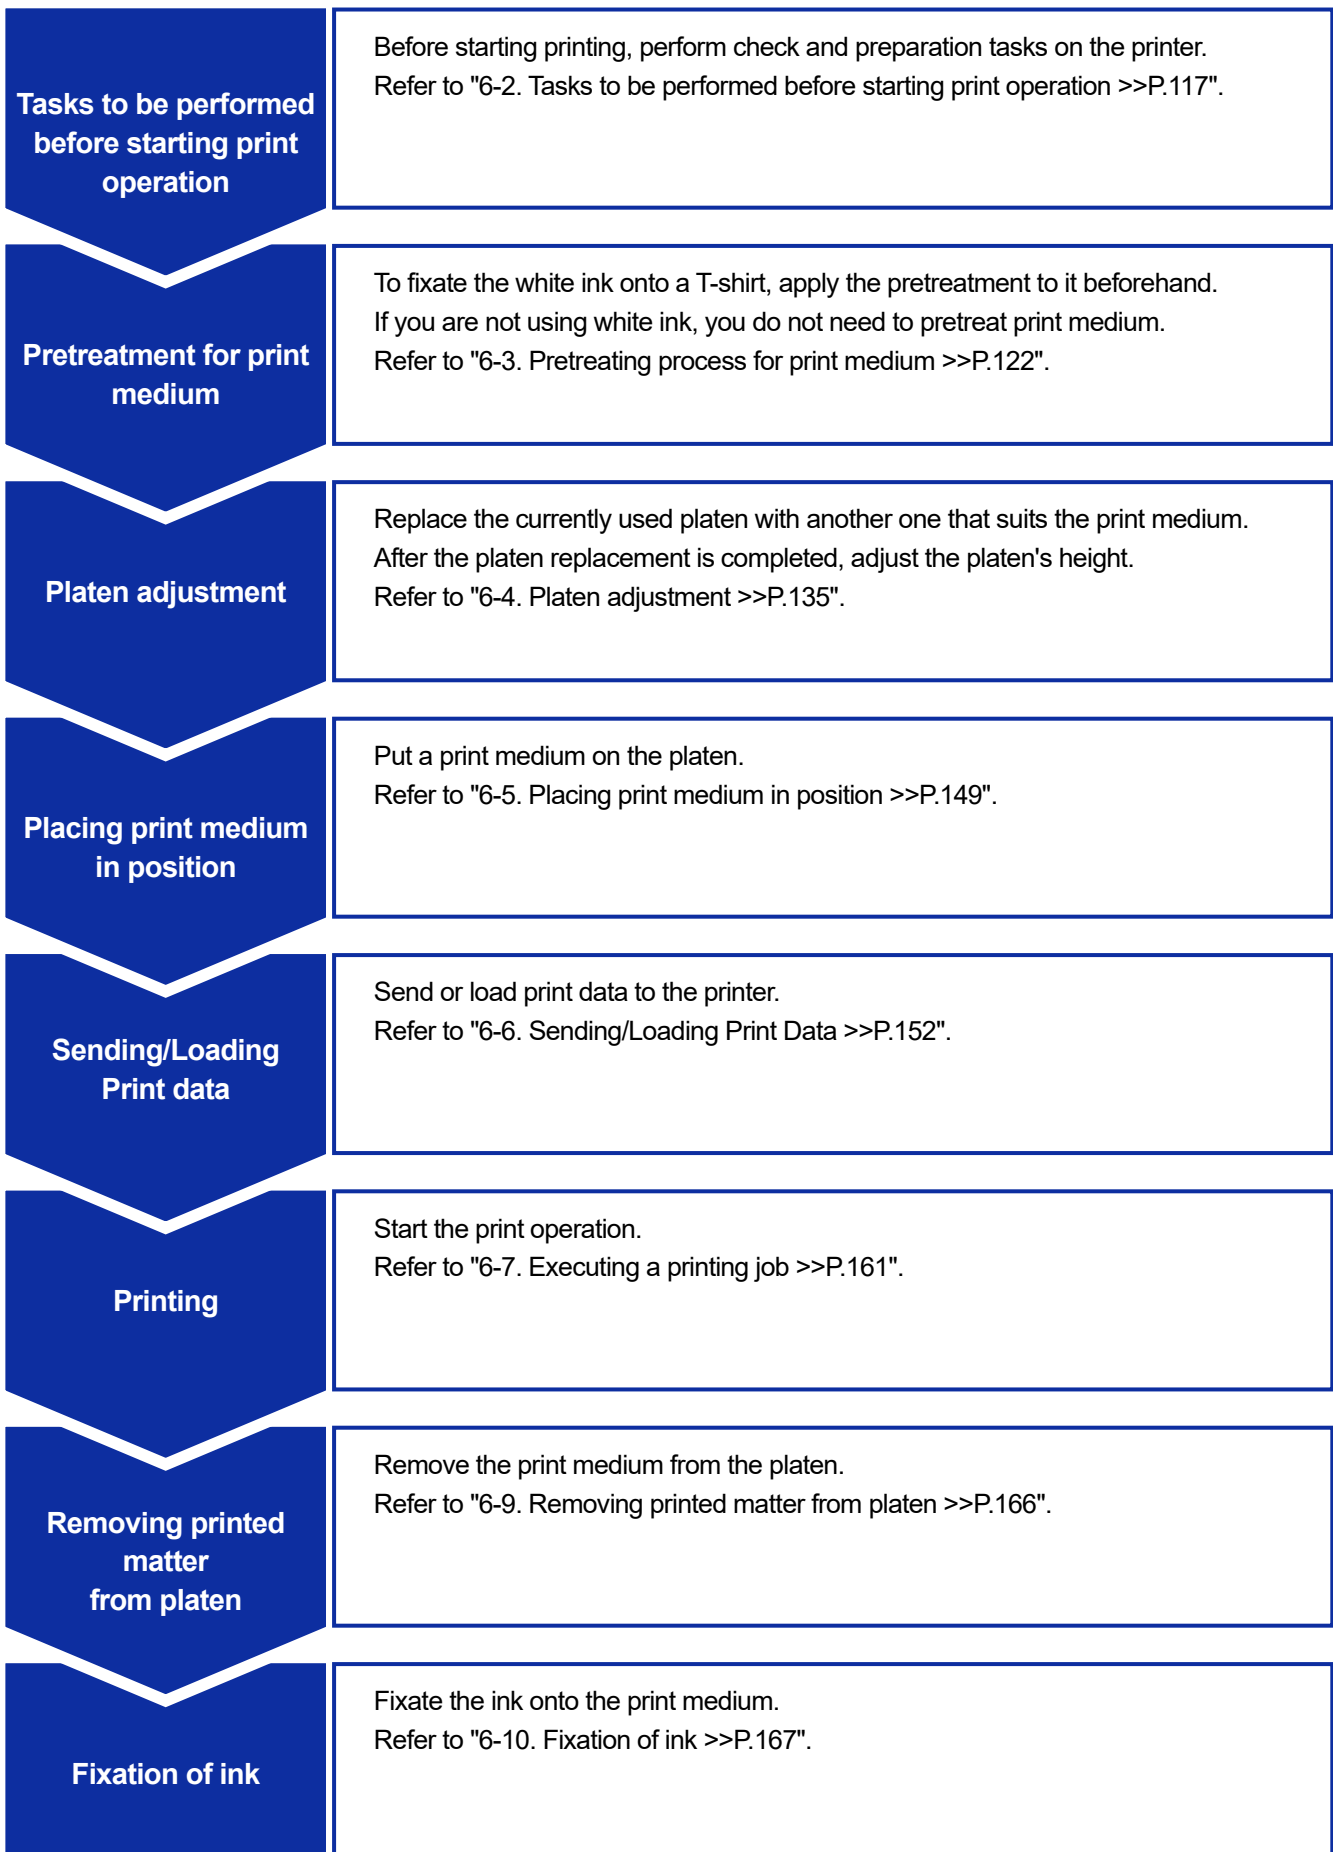 Tasks to be performed
before starting print
operation
Before starting printing, perform check and preparation tasks on the printer.
Refer to "6-2. Tasks to be performed before starting print operation >>P.117".
Pretreatment for print
medium
To fixate the white ink onto a T-shirt, apply the pretreatment to it beforehand.
If you are not using white ink, you do not need to pretreat print medium.
Refer to "6-3. Pretreating process for print medium >>P.122".
Platen adjustment
Replace the currently used platen with another one that suits the print medium.
After the platen replacement is completed, adjust the platen's height.
Refer to "6-4. Platen adjustment >>P.135".
Placing print medium
in position
Put a print medium on the platen.
Refer to "6-5. Placing print medium in position >>P.149".
Sending/Loading
Print data
Send or load print data to the printer.
Refer to "6-6. Sending/Loading Print Data >>P.152".
Printing
Start the print operation.
Refer to "6-7. Executing a printing job >>P.161".
Removing printed
matter
from platen
Remove the print medium from the platen.
Refer to "6-9. Removing printed matter from platen >>P.166".
Fixation of ink
Fixate the ink onto the print medium.
Refer to "6-10. Fixation of ink >>P.167".